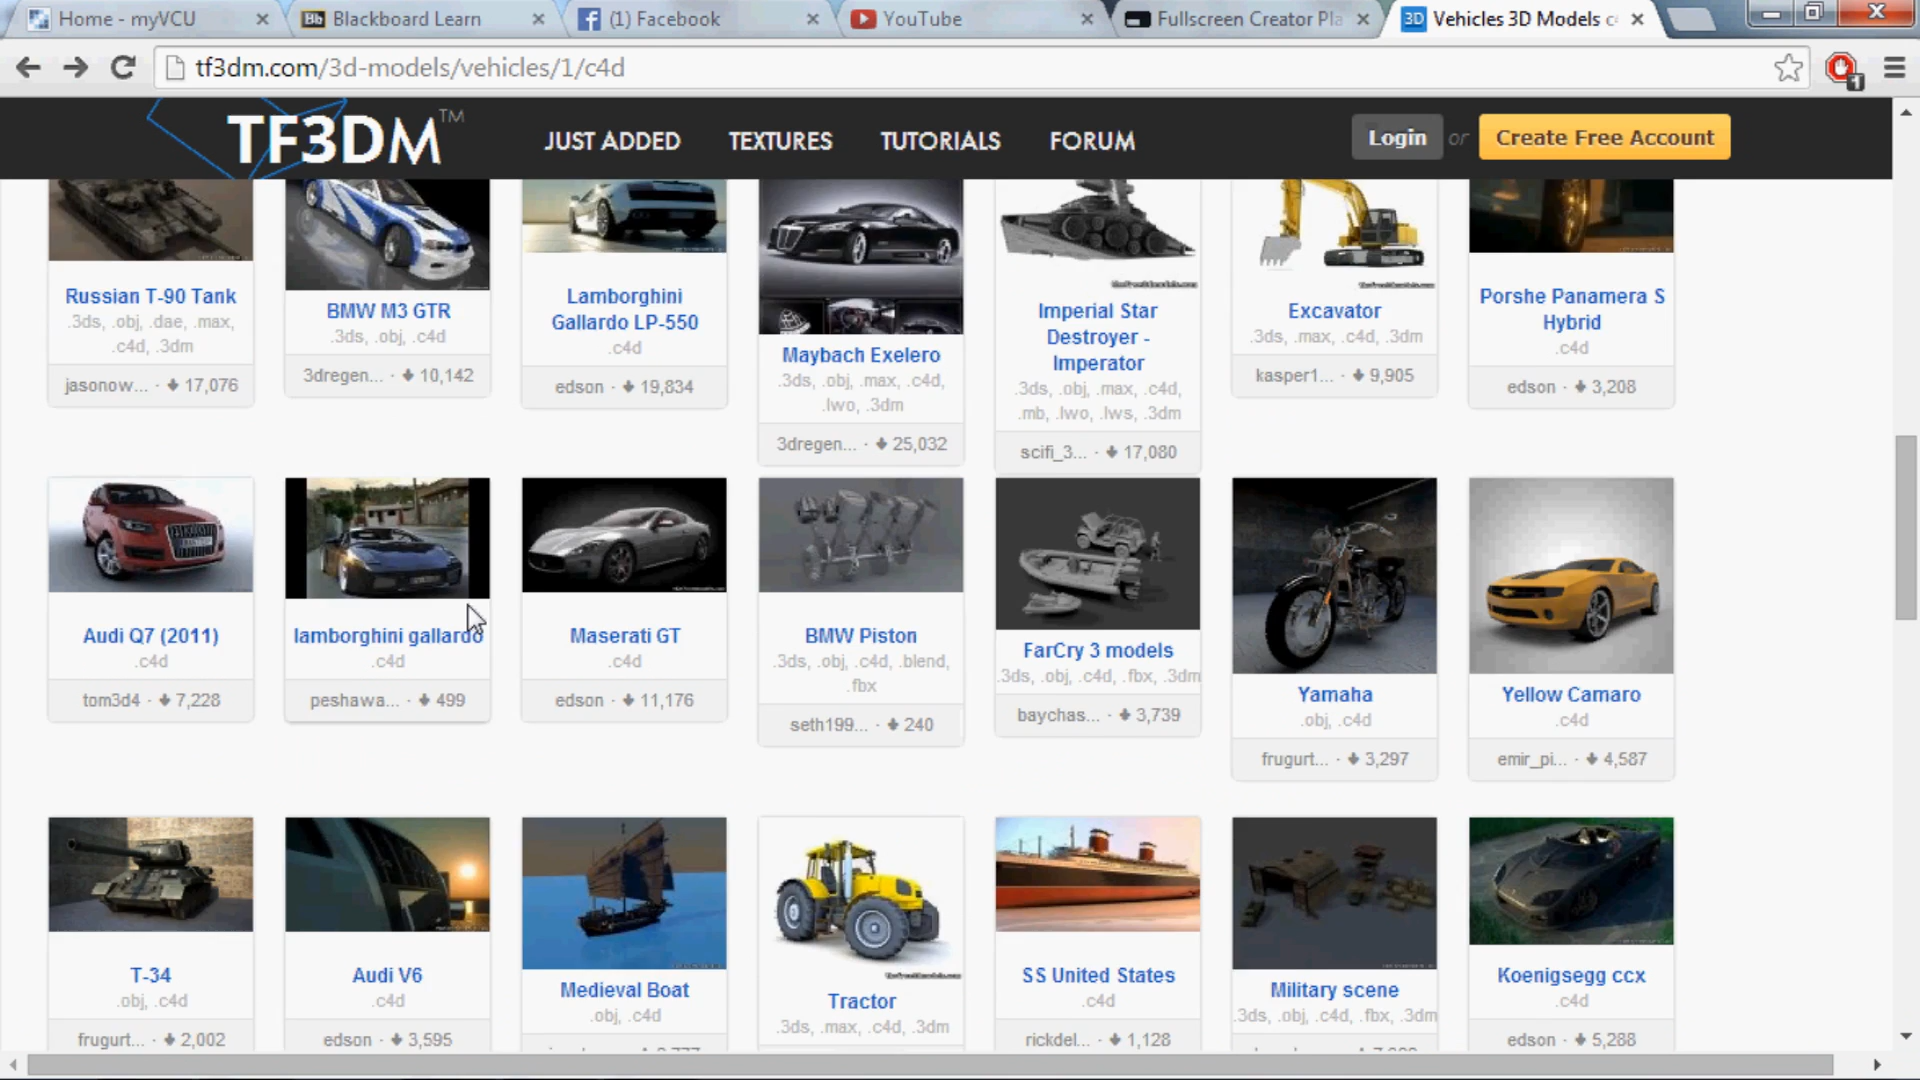 Home - myVCU
Bb Blackboard Learn
(1) Facebook
YouTube
Fullscreen Creator Pla
3D Vehicles 3D Models c
tf3dm.com/3d-models/vehicles/1/c4d
1
TF3DM™
JUST ADDED
TEXTURES
TUTORIALS
FORUM
Login or Create Free Account
Russian T-90 Tank
.3ds, .obj, .dae, .max,
.c4d, .3dm
jasonow... · 17,076
BMW M3 GTR
.3ds, .obj, .c4d
3dregen... · 10,142
Lamborghini
Gallardo LP-550
.c4d
edson · 19,834
Maybach Exelero
.3ds, .obj, .max, .c4d,
.lwo, .3dm
3dregen... · 25,032
Imperial Star
Destroyer -
Imperator
.3ds, .obj, .max, .c4d,
.mb, .lwo, .lws, .3dm
scifi_3... · 17,080
Excavator
.3ds, .max, .c4d, .3dm
kasper1... · 9,905
Porshe Panamera S
Hybrid
.c4d
edson · 3,208
Audi Q7 (2011)
.c4d
tom3d4 · 7,228
lamborghini gallardo
.c4d
peshawa... · 499
Maserati GT
.c4d
edson · 11,176
BMW Piston
.3ds, .obj, .c4d, .blend,
.fbx
seth199... · 240
FarCry 3 models
.3ds, .obj, .c4d, .fbx, .3dm
baychas... · 3,739
Yamaha
.obj, .c4d
frugurt... · 3,297
Yellow Camaro
.c4d
emir_pi... · 4,587
T-34
.obj, .c4d
frugurt... · 2,002
Audi V6
.c4d
edson · 3,595
Medieval Boat
.obj, .c4d
Tractor
.3ds, .max, .c4d, .3dm
SS United States
.c4d
rickdel... · 1,128
Military scene
.3ds, .obj, .c4d, .fbx, .3dm
Koenigsegg ccx
.c4d
edson · 5,288